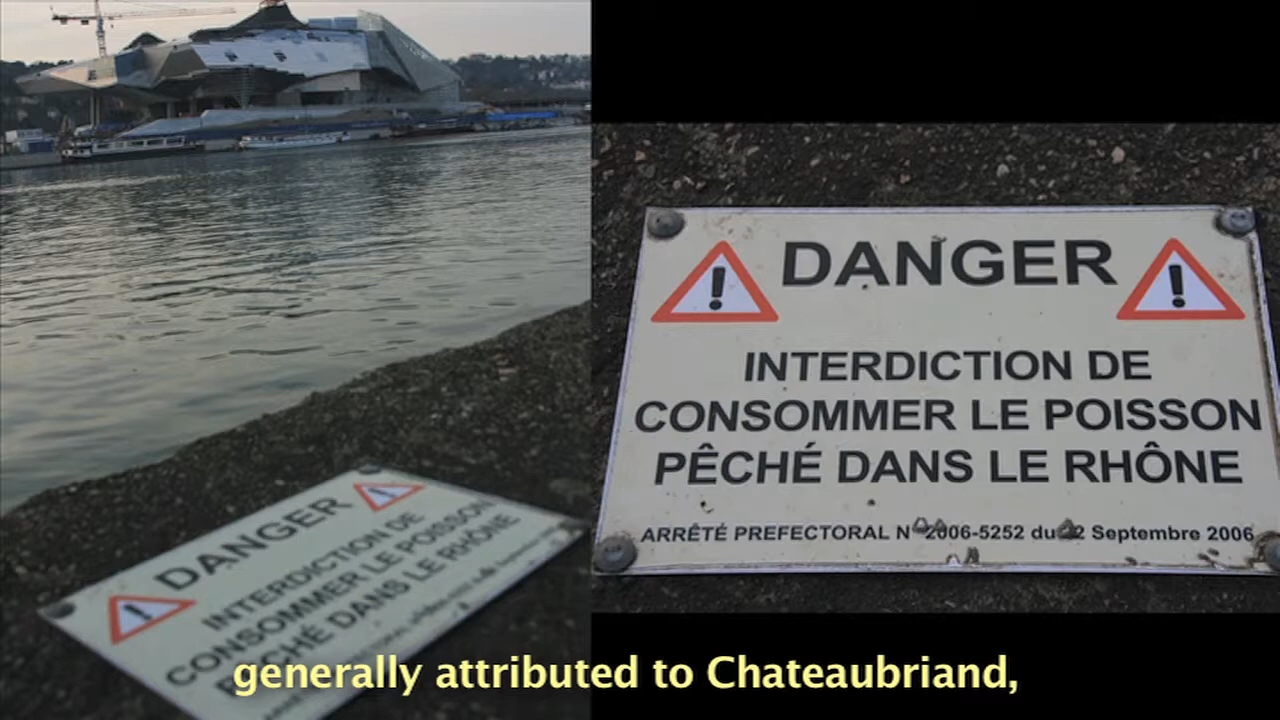 DANGER
INTERDICTION DE
CONSOMMER LE POISSON
PÊCHÉ DANS LE RHÔNE
DANGER
INTERDICTION DE
CONSOMMER LE POISSON
PÊCHÉ DANS LE RHÔNE
ARRÊTÉ PREFECTORAL N° 2006-5252 du Septembre 2006
generally attributed to Chateaubriand,